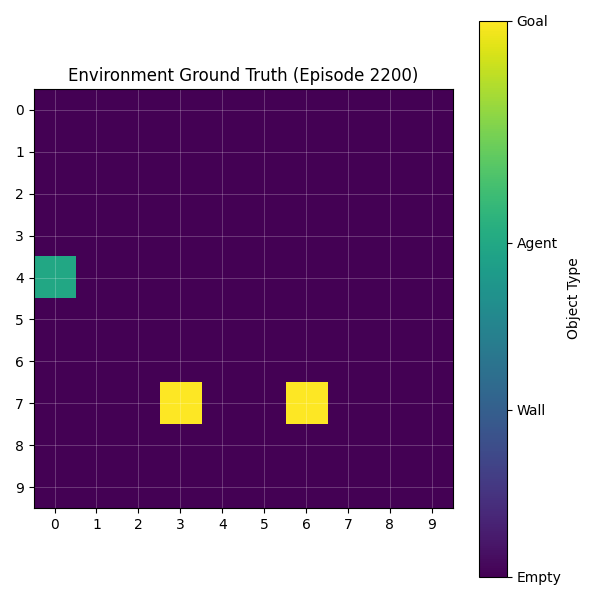 Environment Ground Truth (Episode 2200)
0
1
2
3
4
5
6
7
8
9
0 1 2 3 4 5 6 7 8 9
Goal
Agent
Wall
Empty
Object Type